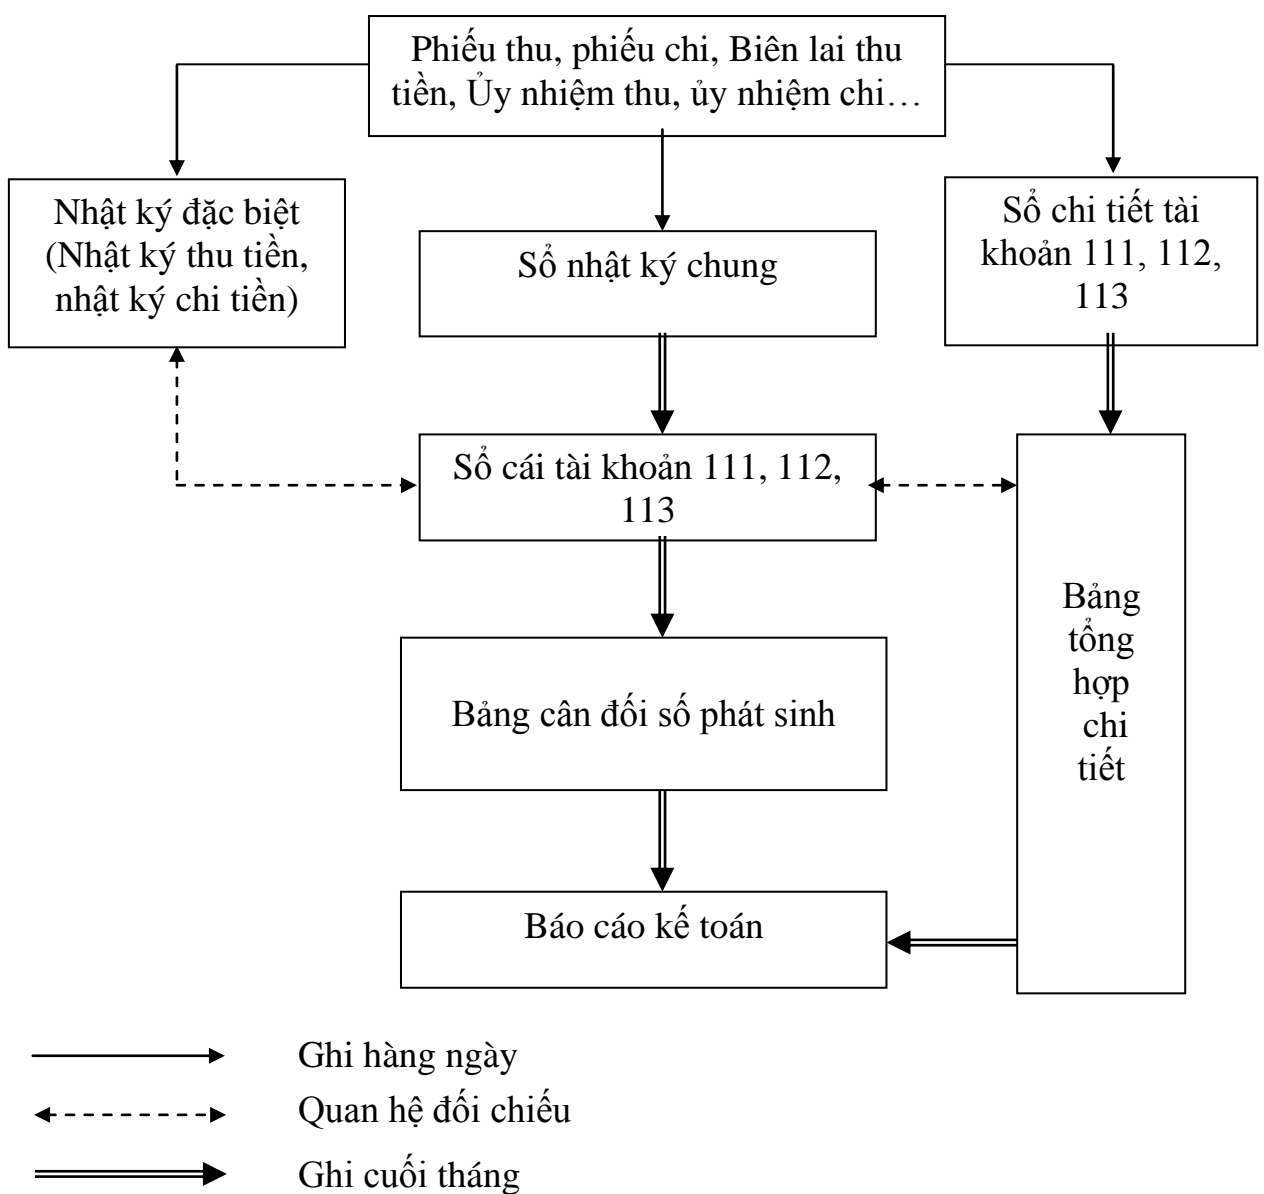 Phiếu thu, phiếu chi, Biên lai thu
tiền, Ủy nhiệm thu, ủy nhiệm chi…
Nhật ký đặc biệt
(Nhật ký thu tiền,
nhật ký chi tiền)
Sổ nhật ký chung
Sổ chi tiết tài
khoản 111, 112,
113
Sổ cái tài khoản 111, 112,
113
Bảng
tổng
hợp
chi
tiết
Bảng cân đối số phát sinh
Báo cáo kế toán
Ghi hàng ngày
Quan hệ đối chiếu
Ghi cuối tháng